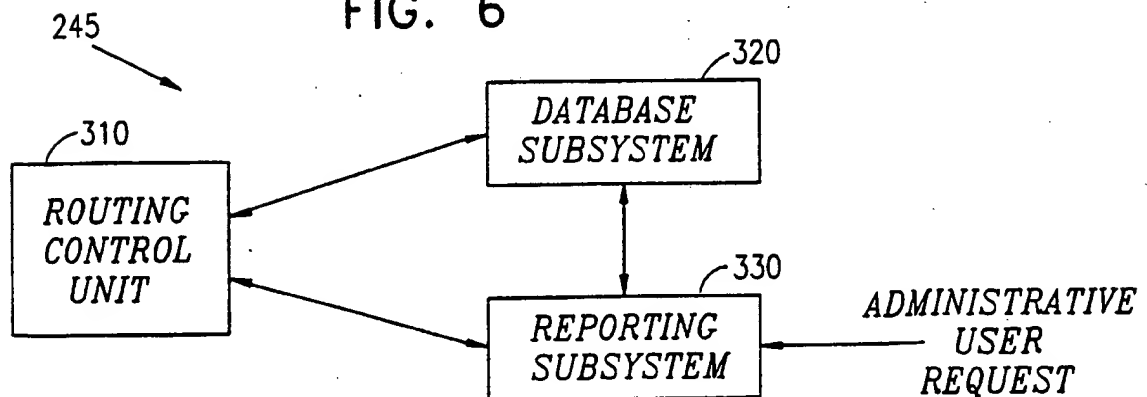 FIG. 6
245
320
DATABASE
SUBSYSTEM
310
ROUTING
CONTROL
UNIT
330
REPORTING
SUBSYSTEM
ADMINISTRATIVE
USER
REQUEST